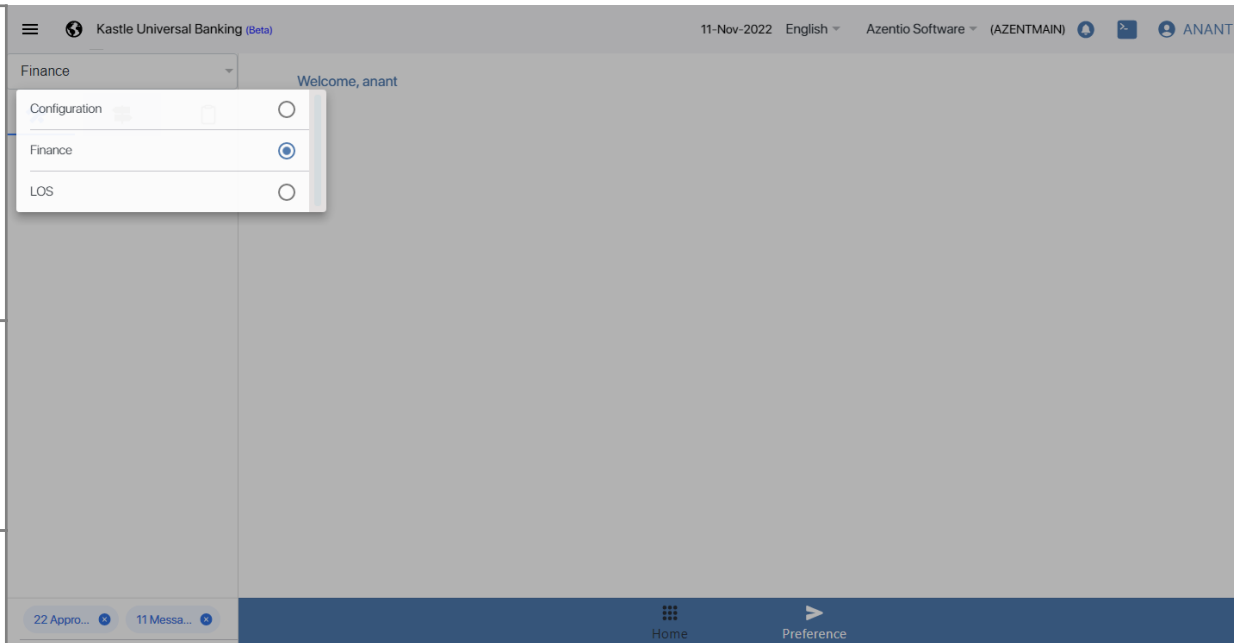 Kastle Universal Banking (Beta) 11-Nov-2022 English Azentio Software (AZENTMAIN) ANANT
Finance
Welcome, anant
Configuration
Finance
LOS
22 Appro... 11 Messa...
Home Preference